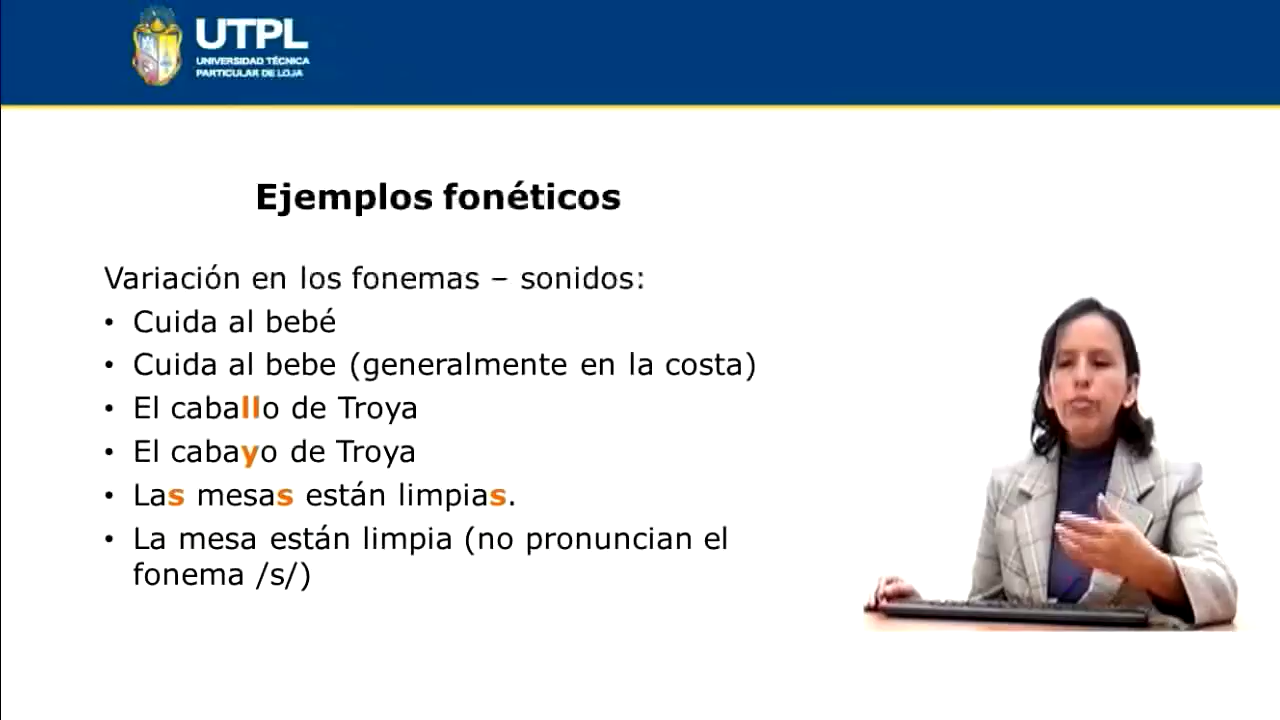 UTPL
UNIVERSIDAD TÉCNICA
PARTICULAR DE LOJA
Ejemplos fonéticos
Variación en los fonemas – sonidos:
• Cuida al bebé
• Cuida al bebe (generalmente en la costa)
• El caballo de Troya
• El cabayo de Troya
• Las mesas están limpias.
• La mesa están limpia (no pronuncian el
fonema /s/)